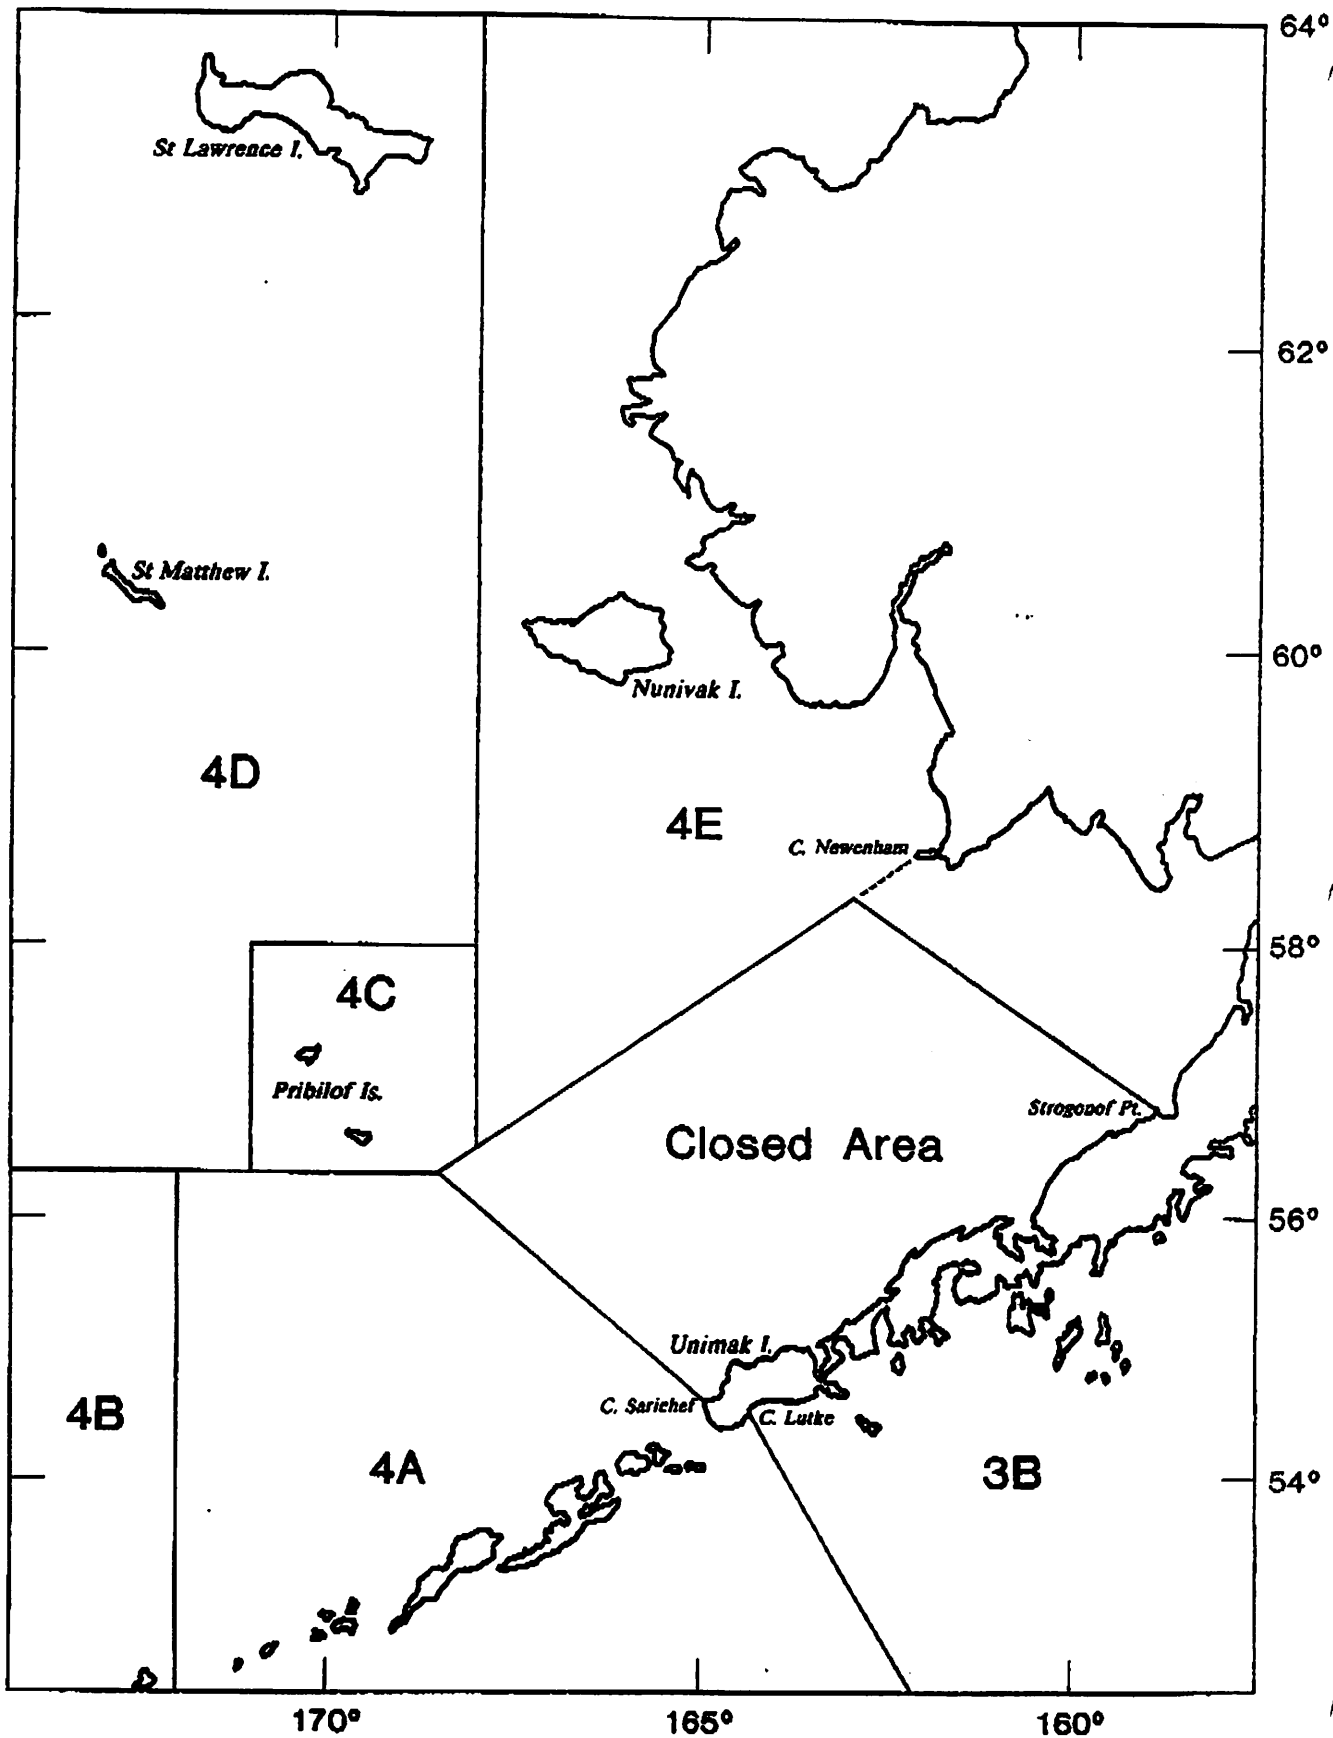 64°
St Lawrence I.
62°
St Matthew I.
60°
Nunivak I.
4D
4E
C. Newenham
58°
4C
Pribilof Is.
Strogonof Pt.
Closed Area
56°
Unimak I.
C. Sarichef
C. Lutke
4B
4A
3B
54°
170°
165°
160°